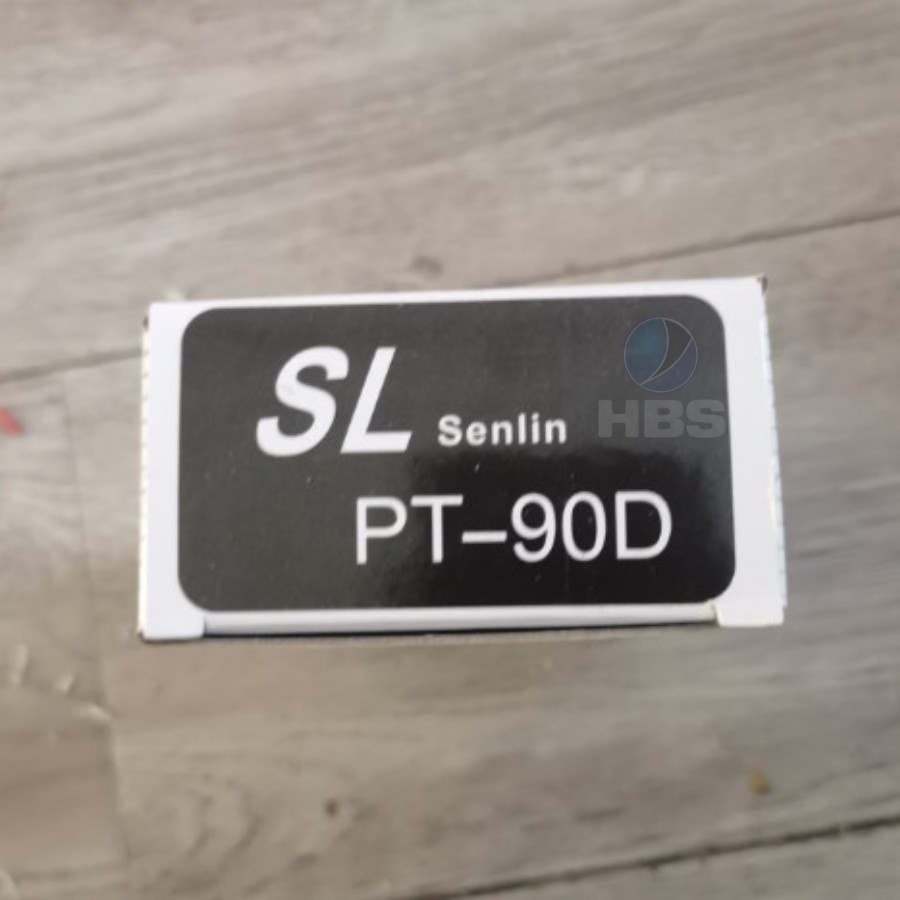 SL Senlin
HBS
PT-90D